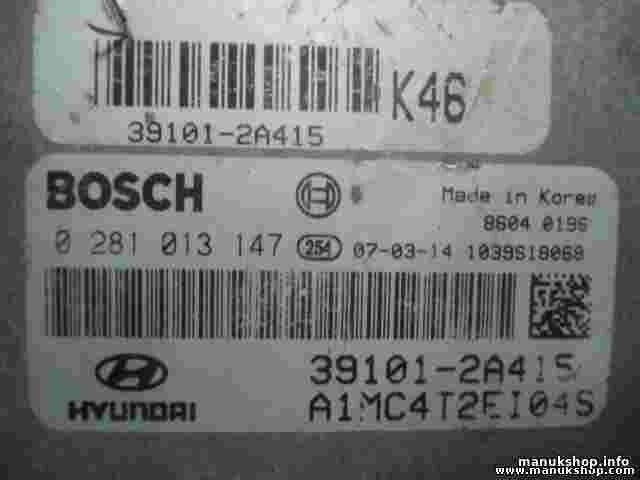 K46
39101-2A415
BOSCH
Made in Korea
8604 0196
0 281 013 147 254 07-03-14 1039S18069
39101-2A415
HYUNDAI A1MC4T2EI04S
manukshop.info
www.manukshop.com